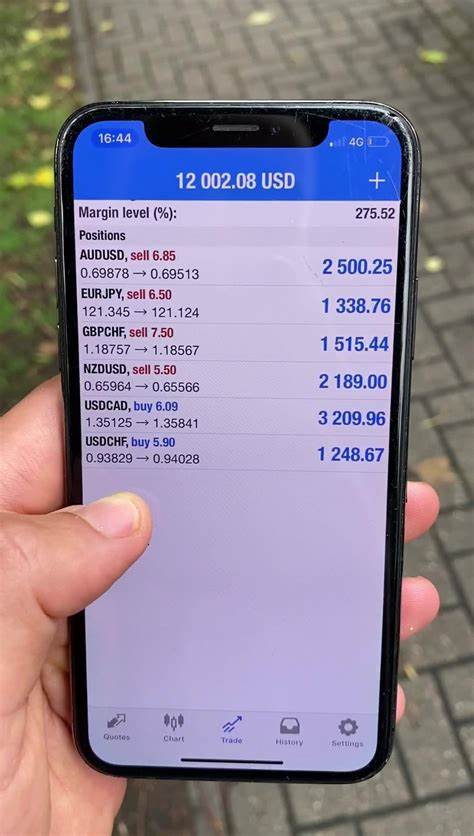 16:44 4G
12 002.08 USD +
Margin level (%): 275.52
Positions
AUDUSD, sell 6.85
0.69878 → 0.69513 2 500.25
EURJPY, sell 6.50
121.345 → 121.124 1 338.76
GBPCHF, sell 7.50
1.18757 → 1.18567 1 515.44
NZDUSD, sell 5.50
0.65964 → 0.65566 2 189.00
USDCAD, buy 6.09
1.35125 → 1.35841 3 209.96
USDCHF, buy 5.90
0.93829 → 0.94028 1 248.67
Quotes Chart Trade History Settings